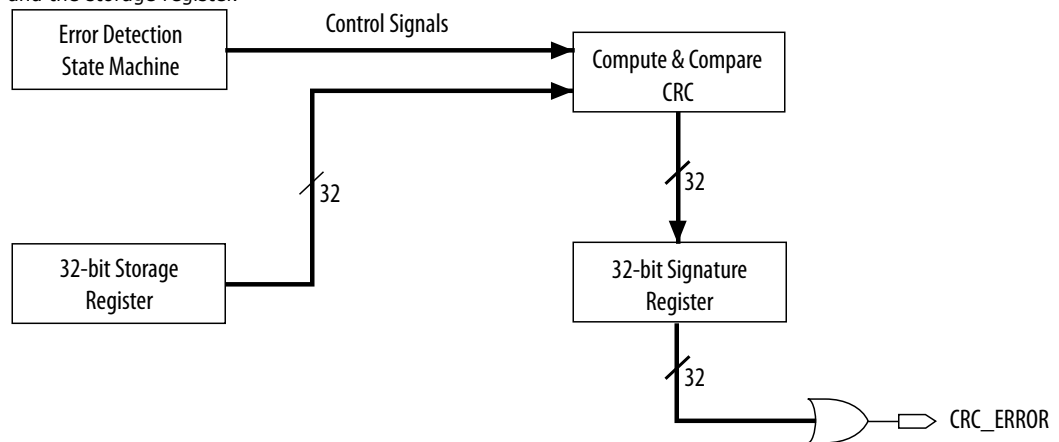 and the storage register.
Error Detection
State Machine
Control Signals
Compute & Compare
CRC
32
32
32-bit Storage
Register
32-bit Signature
Register
32
CRC_ERROR